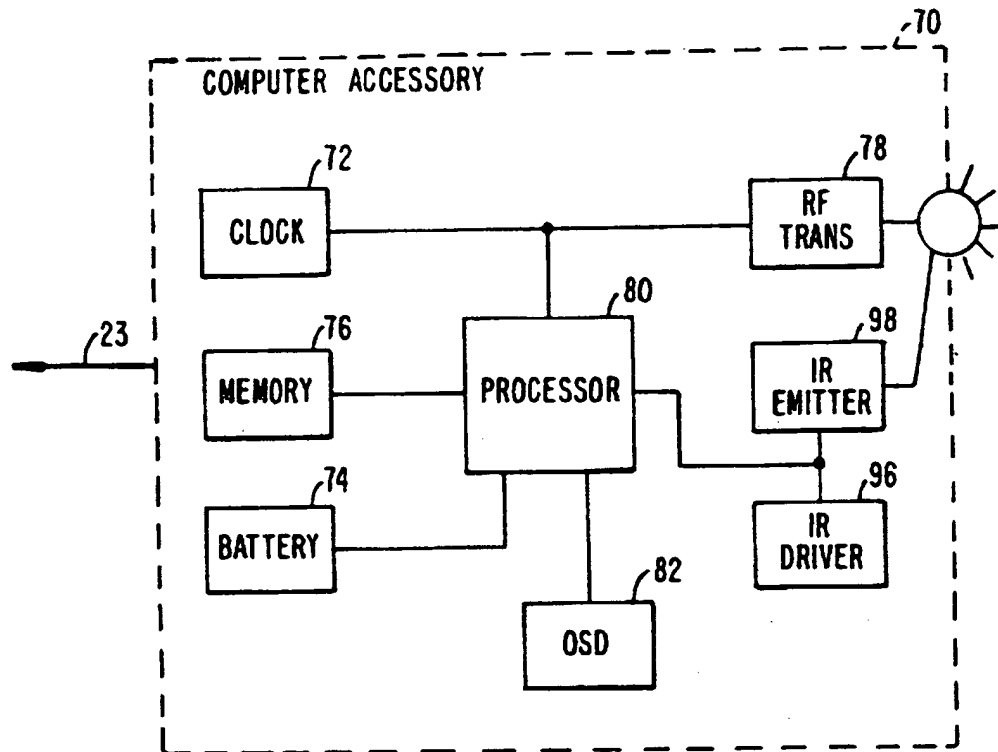 70
COMPUTER ACCESSORY
72
CLOCK
78
RF
TRANS
80
PROCESSOR
76
MEMORY
23
98
IR
EMITTER
74
BATTERY
96
IR
DRIVER
82
OSD